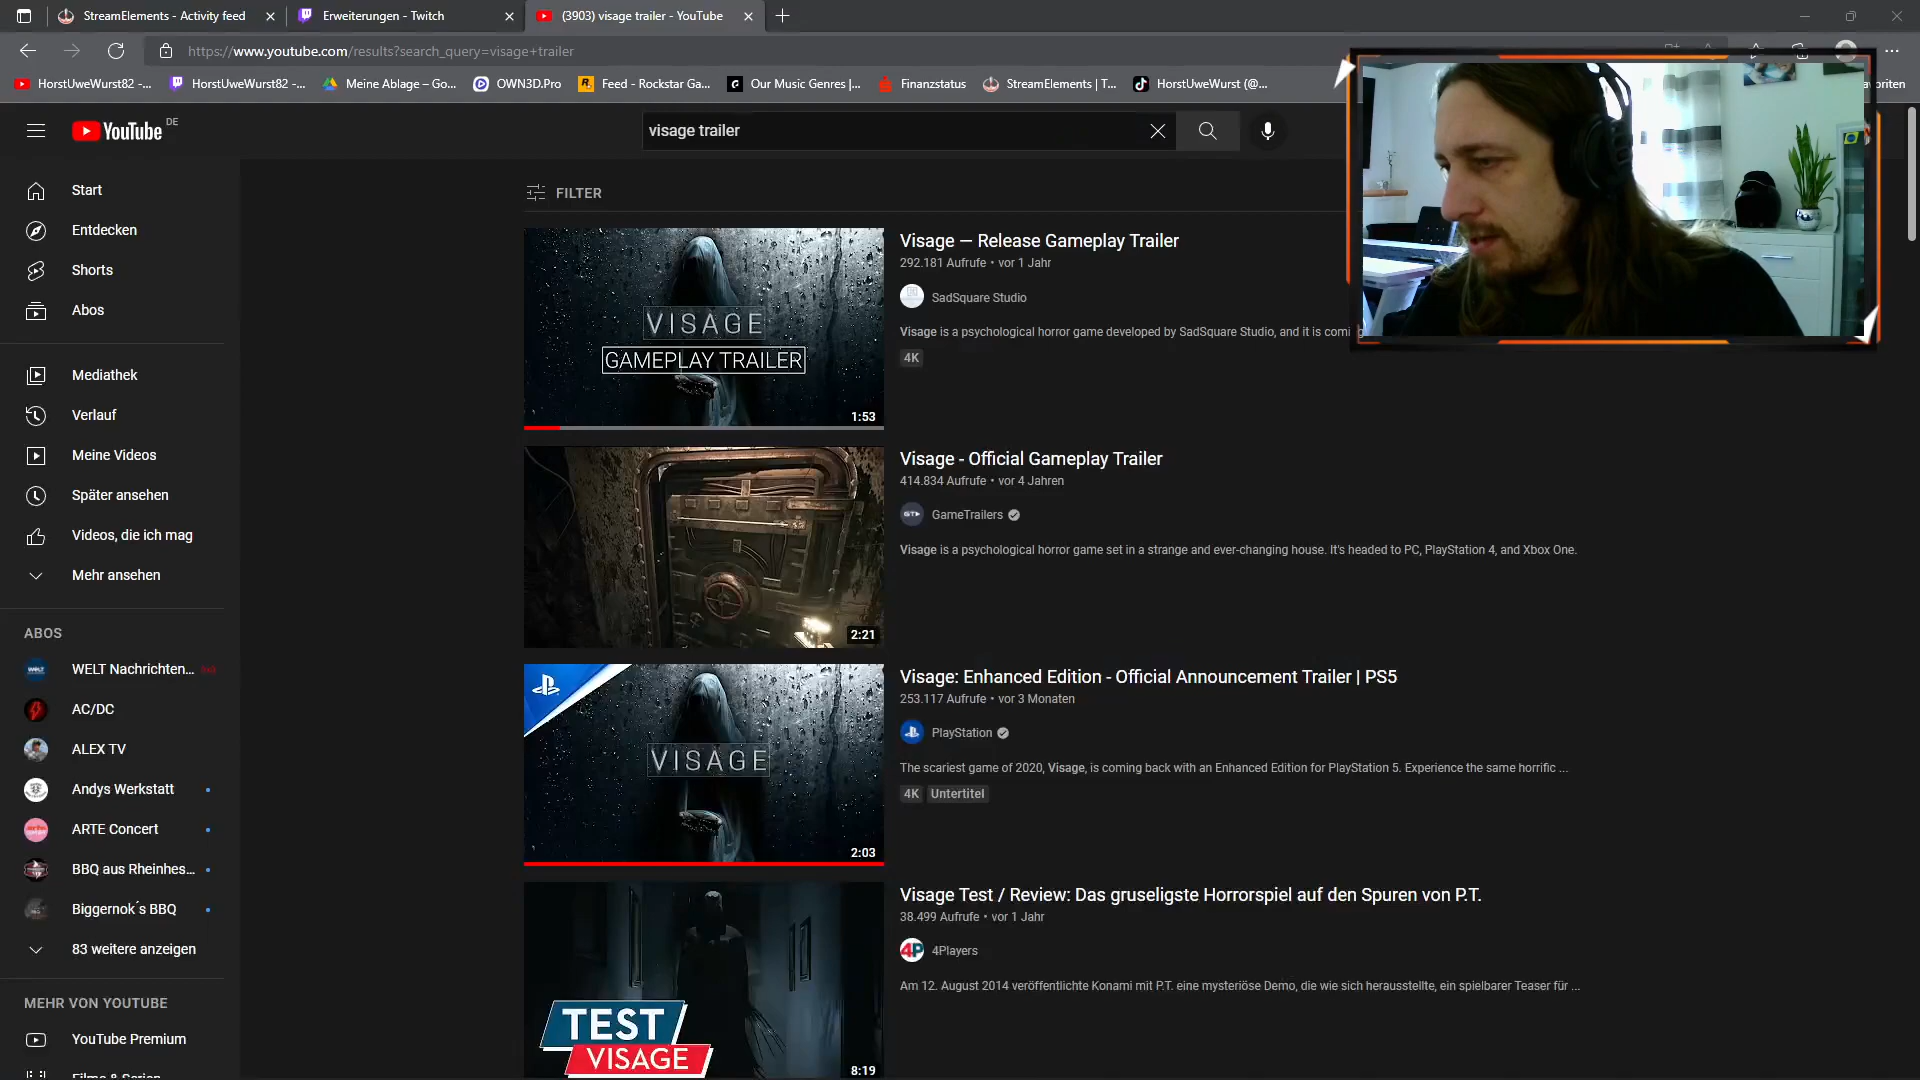 StreamElements - Activity feed
Erweiterungen - Twitch
(3903) visage trailer - YouTube
https://www.youtube.com/results?search_query=visage+trailer
HorstUweWurst82 -...
HorstUweWurst82 -...
Meine Ablage – Go...
OWN3D.Pro
Feed - Rockstar Ga...
Our Music Genres |...
Finanzstatus
StreamElements | T...
HorstUweWurst (@...
YouTube DE
visage trailer
FILTER
Start
Entdecken
Shorts
Abos
Mediathek
Verlauf
Meine Videos
Später ansehen
Videos, die ich mag
Mehr ansehen
ABOS
WELT Nachrichten...
AC/DC
ALEX TV
Andys Werkstatt
ARTE Concert
BBQ aus Rheinhes...
Biggernok´s BBQ
83 weitere anzeigen
MEHR VON YOUTUBE
YouTube Premium
VISAGE
GAMEPLAY TRAILER
1:53
Visage — Release Gameplay Trailer
292.181 Aufrufe • vor 1 Jahr
SadSquare Studio
Visage is a psychological horror game developed by SadSquare Studio, and it is comi
4K
2:21
Visage - Official Gameplay Trailer
414.834 Aufrufe • vor 4 Jahren
GameTrailers
Visage is a psychological horror game set in a strange and ever-changing house. It's headed to PC, PlayStation 4, and Xbox One.
VISAGE
2:03
Visage: Enhanced Edition - Official Announcement Trailer | PS5
253.117 Aufrufe • vor 3 Monaten
PlayStation
The scariest game of 2020, Visage, is coming back with an Enhanced Edition for PlayStation 5. Experience the same horrific ...
4K Untertitel
TEST
VISAGE
8:19
Visage Test / Review: Das gruseligste Horrorspiel auf den Spuren von P.T.
38.499 Aufrufe • vor 1 Jahr
4P
4Players
Am 12. August 2014 veröffentlichte Konami mit P.T. eine mysteriöse Demo, die wie sich herausstellte, ein spielbarer Teaser für ...